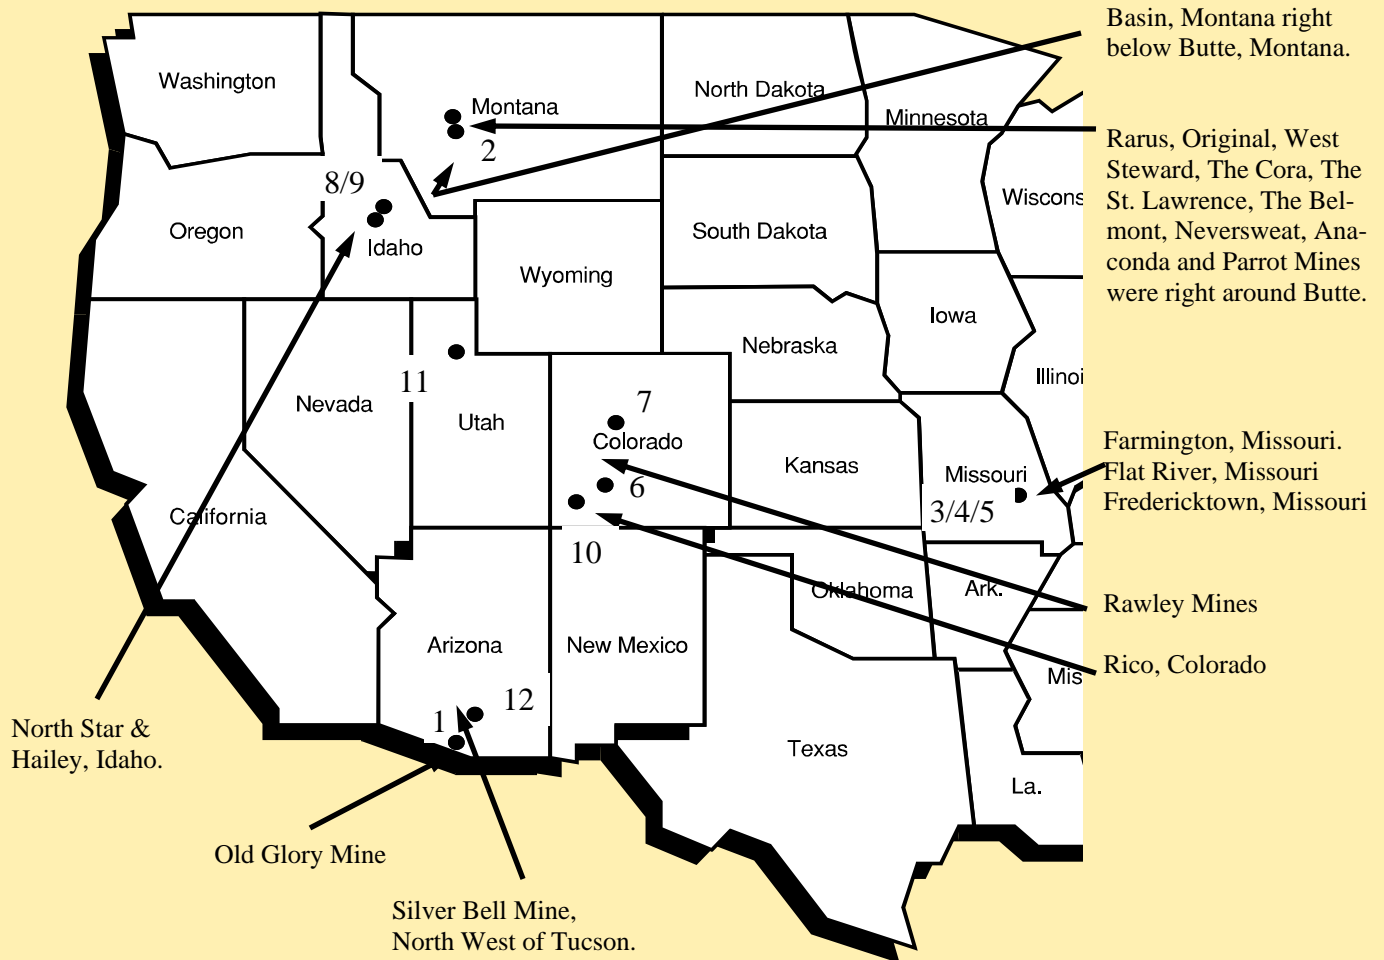 Basin, Montana right
below Butte, Montana.
Washington
Montana
North Dakota
Minnesota
2
Rarus, Original, West
Steward, The Cora, The
St. Lawrence, The Bel-
mont, Neversweat, Ana-
conda and Parrot Mines
were right around Butte.
8/9
Oregon
Idaho
South Dakota
Wiscons
Wyoming
Iowa
Nebraska
Illinoi
11
Nevada
Utah
7
Colorado
Kansas
Missouri
6
3/4/5
Farmington, Missouri.
Flat River, Missouri
Fredericktown, Missouri
California
10
Oklahoma
Ark.
Rawley Mines
Arizona
New Mexico
Mis
Rico, Colorado
12
1
North Star &
Hailey, Idaho.
Texas
La.
Old Glory Mine
Silver Bell Mine,
North West of Tucson.